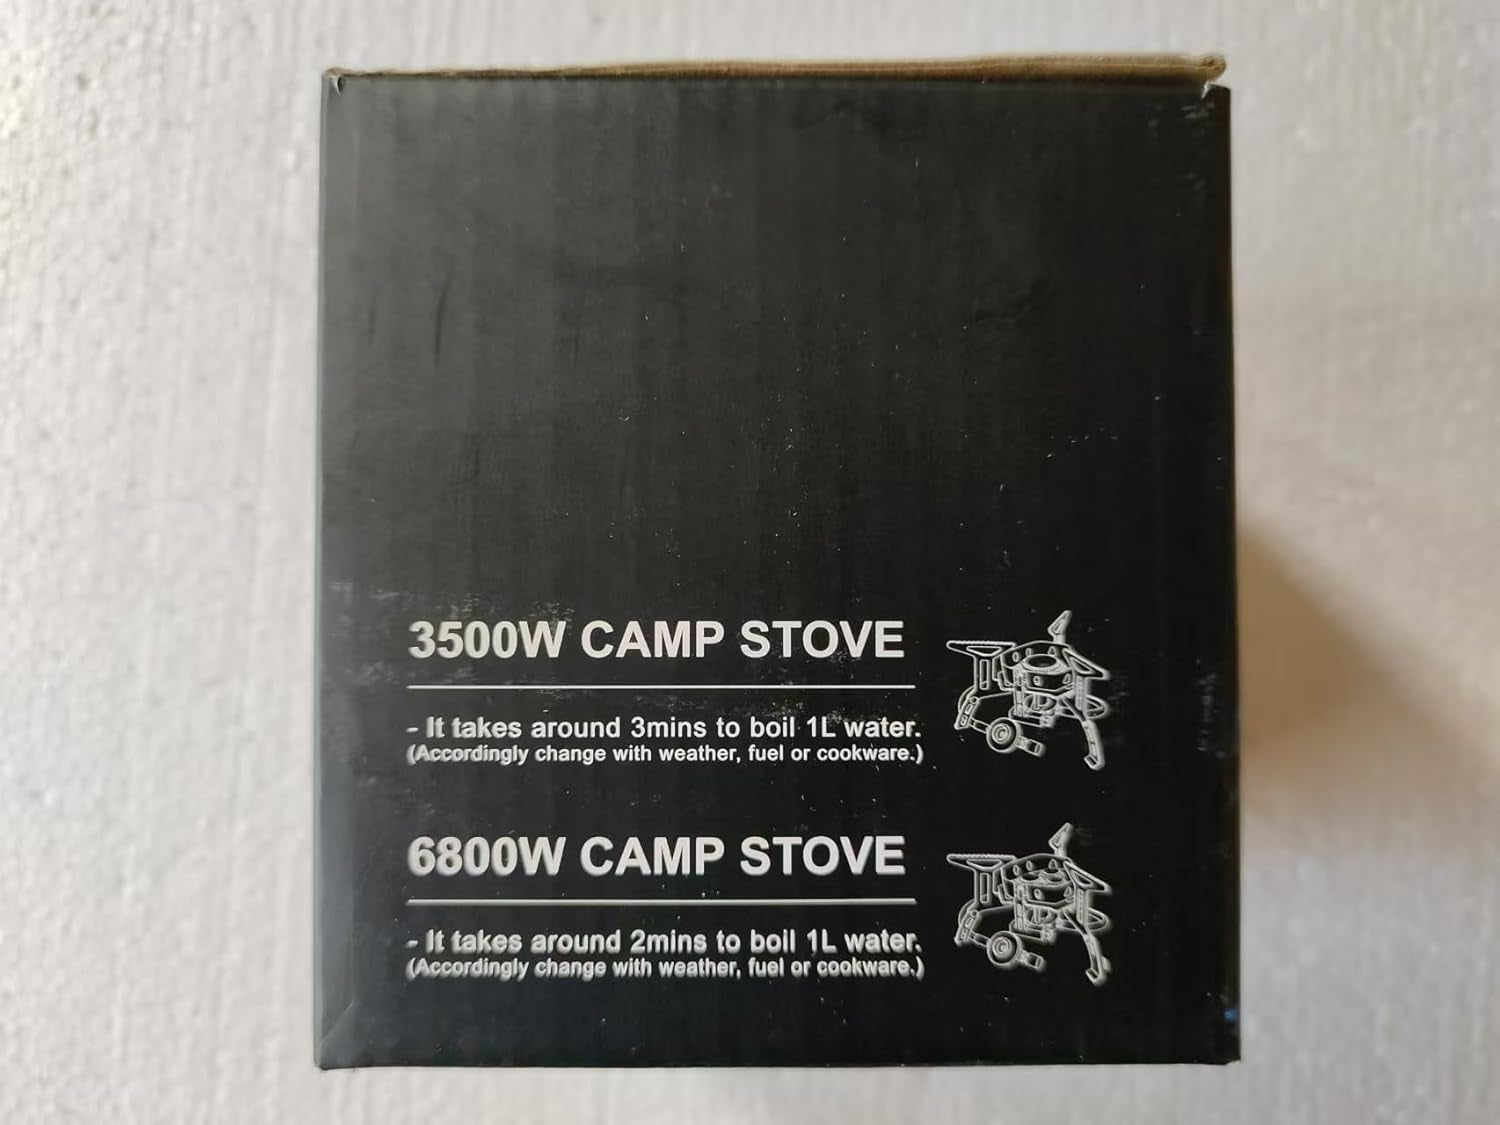 3500W CAMP STOVE
- It takes around 3mins to boil 1L water.
(Accordingly change with weather, fuel or cookware.)
6800W CAMP STOVE
- It takes around 2mins to boil 1L water.
(Accordingly change with weather, fuel or cookware.)